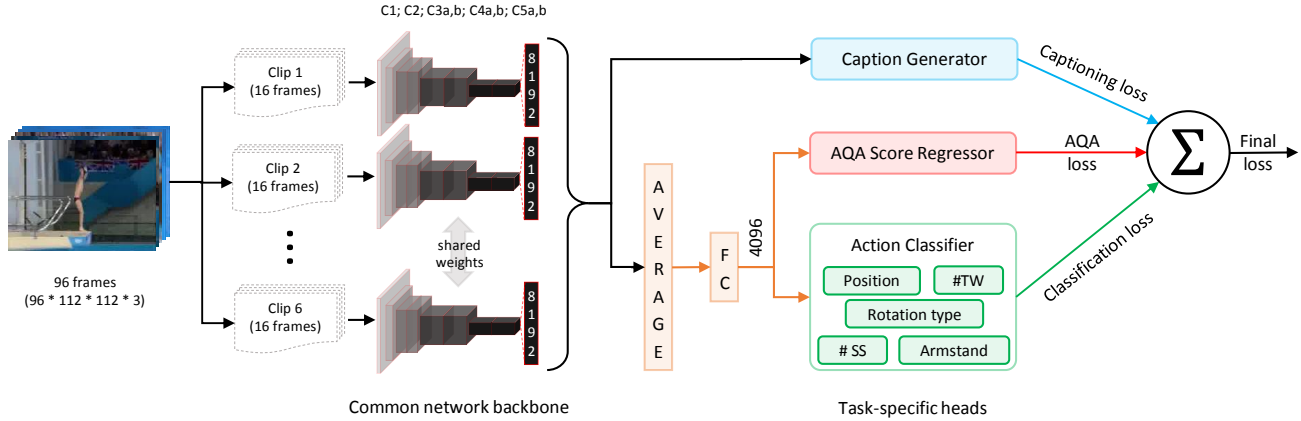 C1; C2; C3a,b; C4a,b; C5a,b
Clip 1
(16 frames)
8
1
9
2
Clip 2
(16 frames)
8
1
9
2
shared
weights
Clip 6
(16 frames)
8
1
9
2
96 frames
(96 * 112 * 112 * 3)
Common network backbone
A
V
E
R
A
G
E
F
C
4096
Caption Generator
AQA Score Regressor
Action Classifier
Position
#TW
Rotation type
# SS
Armstand
Task-specific heads
Captioning loss
AQA
loss
Classification loss
Σ
Final
loss